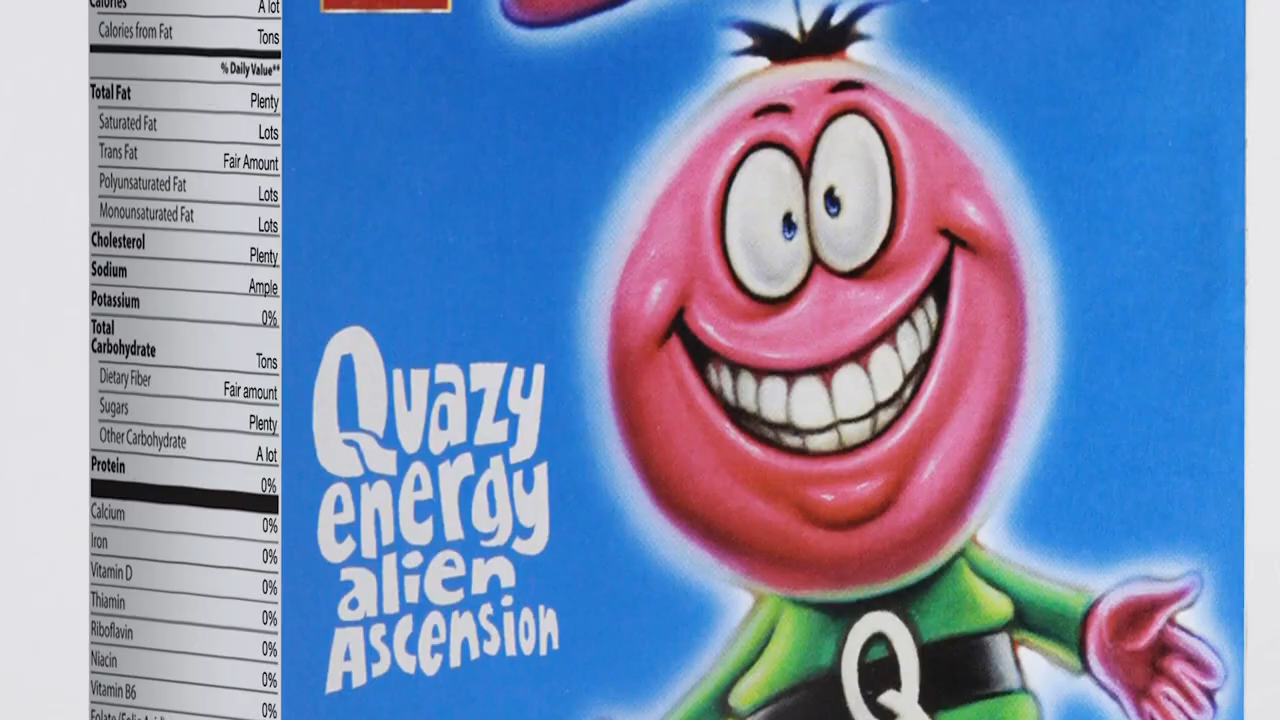 Calories A lot
Calories from Fat Tons
% Daily Value**
Total Fat Plenty
Saturated Fat Lots
Trans Fat Fair Amount
Polyunsaturated Fat Lots
Monounsaturated Fat Lots
Cholesterol Plenty
Sodium Ample
Potassium 0%
Total
Carbohydrate Tons
Dietary Fiber Fair amount
Sugars Plenty
Other Carbohydrate A lot
Protein 0%
Calcium 0%
Iron 0%
Vitamin D 0%
Thiamin 0%
Riboflavin 0%
Niacin 0%
Vitamin B6 0%
Quazy
energy
alien
Ascension
Q